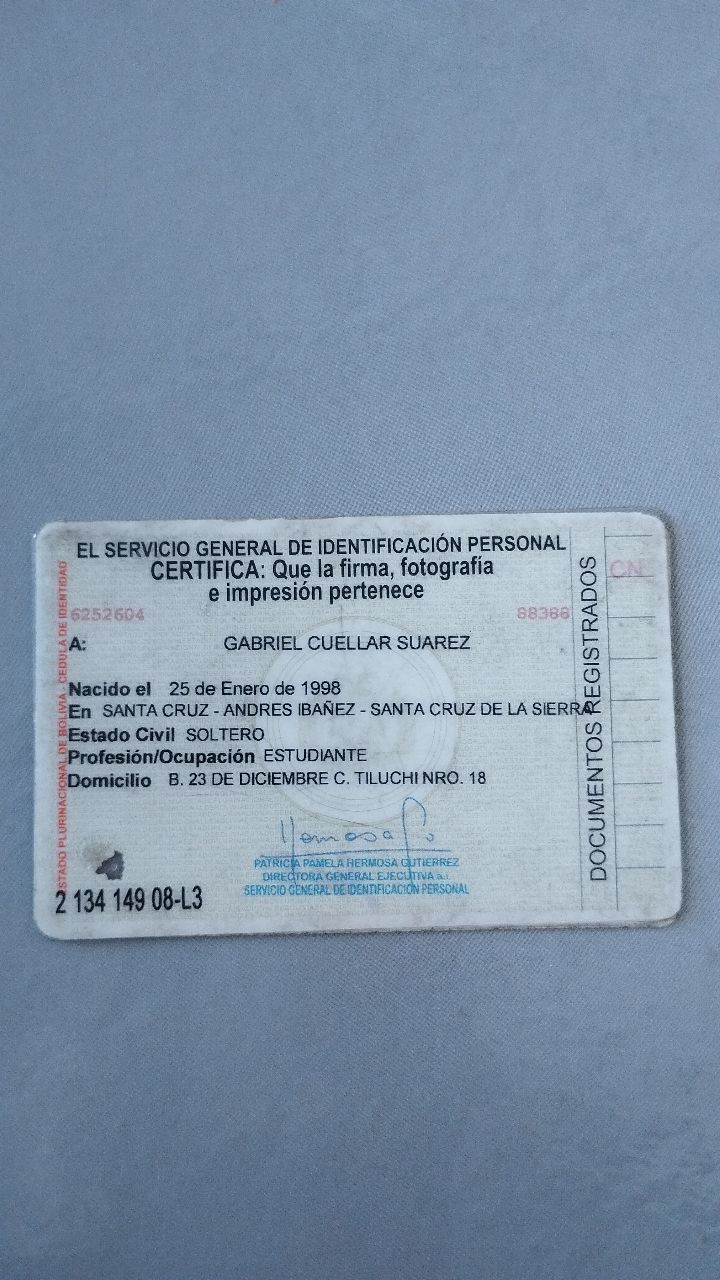 EL SERVICIO GENERAL DE IDENTIFICACIÓN PERSONAL
CERTIFICA: Que la firma, fotografía
e impresión pertenece
6252604 88366
A: GABRIEL CUELLAR SUAREZ
Nacido el 25 de Enero de 1998
En SANTA CRUZ - ANDRES IBAÑEZ - SANTA CRUZ DE LA SIERRA
Estado Civil SOLTERO
Profesión/Ocupación ESTUDIANTE
Domicilio B. 23 DE DICIEMBRE C. TILUCHI NRO. 18
Hermosa G
PATRICIA PAMELA HERMOSA GUTIERREZ
DIRECTORA GENERAL EJECUTIVA a.i.
SERVICIO GENERAL DE IDENTIFICACIÓN PERSONAL
2 134 149 08-L3
ESTADO PLURINACIONAL DE BOLIVIA - CEDULA DE IDENTIDAD
DOCUMENTOS REGISTRADOS
CN